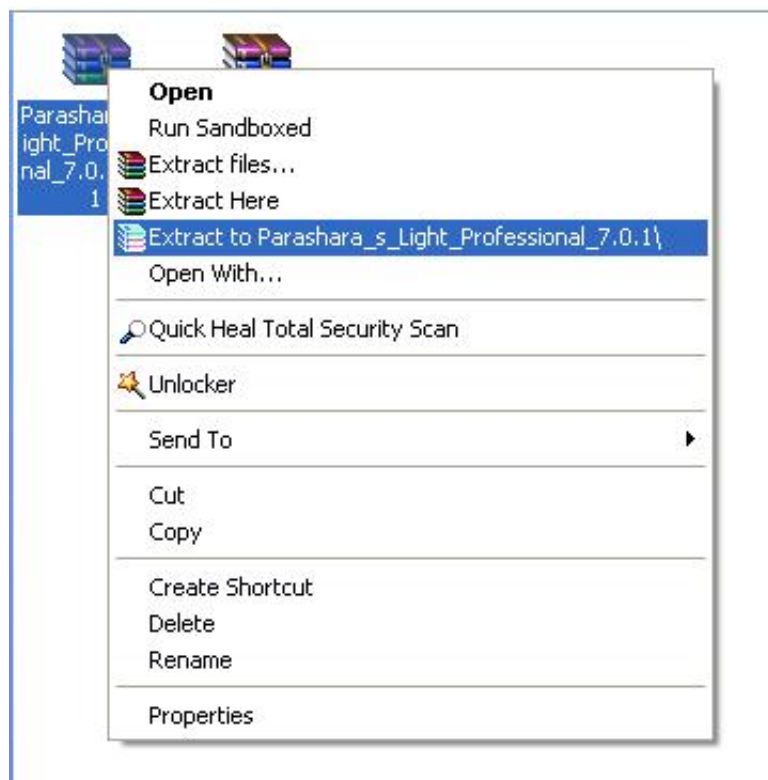 Parashar
ight_Pro
nal_7.0.
1
Open
Run Sandboxed
Extract files...
Extract Here
Extract to Parashara_s_Light_Professional_7.0.1\
Open With...
Quick Heal Total Security Scan
Unlocker
Send To
Cut
Copy
Create Shortcut
Delete
Rename
Properties